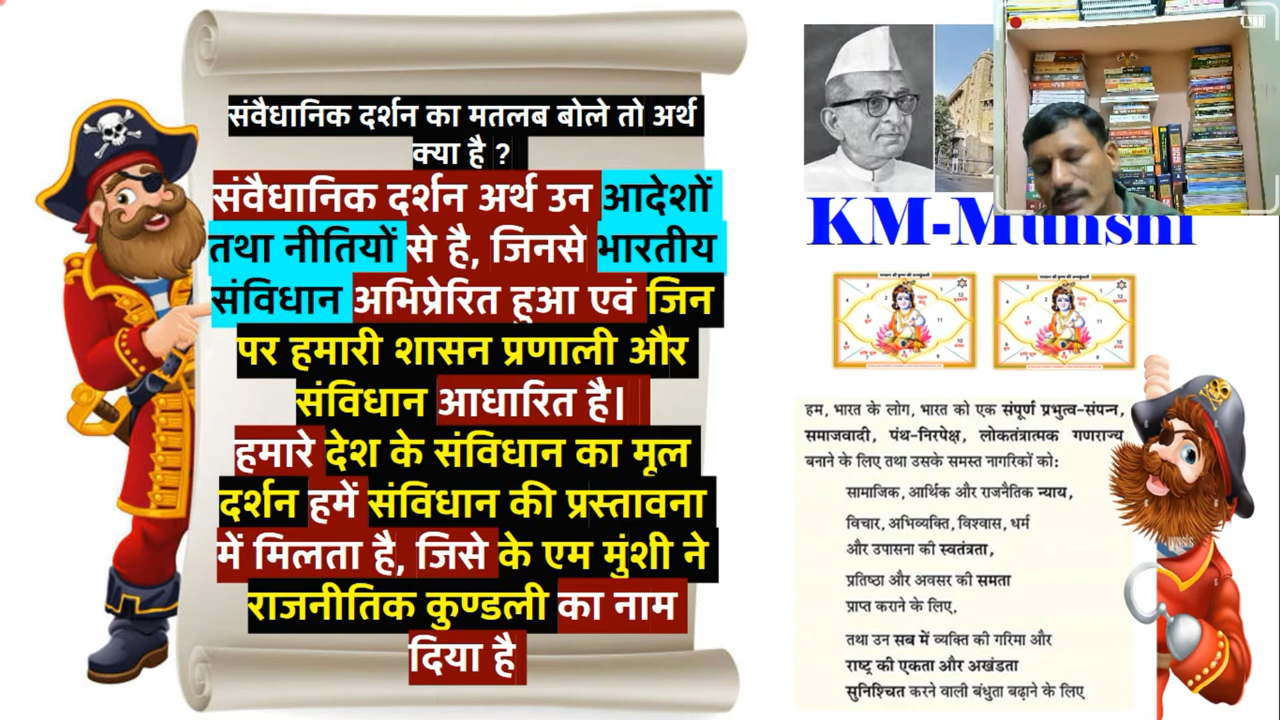 संवैधानिक दर्शन का मतलब बोले तो अर्थ
क्या है ?
संवैधानिक दर्शन अर्थ उन आदेशों
तथा नीतियों से है, जिनसे भारतीय
संविधान अभिप्रेरित हुआ एवं जिन
पर हमारी शासन प्रणाली और
संविधान आधारित है।
हमारे देश के संविधान का मूल
दर्शन हमें संविधान की प्रस्तावना
में मिलता है, जिसे के एम मुंशी ने
राजनीतिक कुण्डली का नाम
दिया है
KM-Munshi
हम, भारत के लोग, भारत को एक संपूर्ण प्रभुत्व-संपन्न,
समाजवादी, पंथ-निरपेक्ष, लोकतंत्रात्मक गणराज्य
बनाने के लिए तथा उसके समस्त नागरिकों को:
सामाजिक, आर्थिक और राजनैतिक न्याय,
विचार, अभिव्यक्ति, विश्वास, धर्म
और उपासना की स्वतंत्रता,
प्रतिष्ठा और अवसर की समता
प्राप्त कराने के लिए,
तथा उन सब में व्यक्ति की गरिमा और
राष्ट्र की एकता और अखंडता
सुनिश्चित करने वाली बंधुता बढ़ाने के लिए